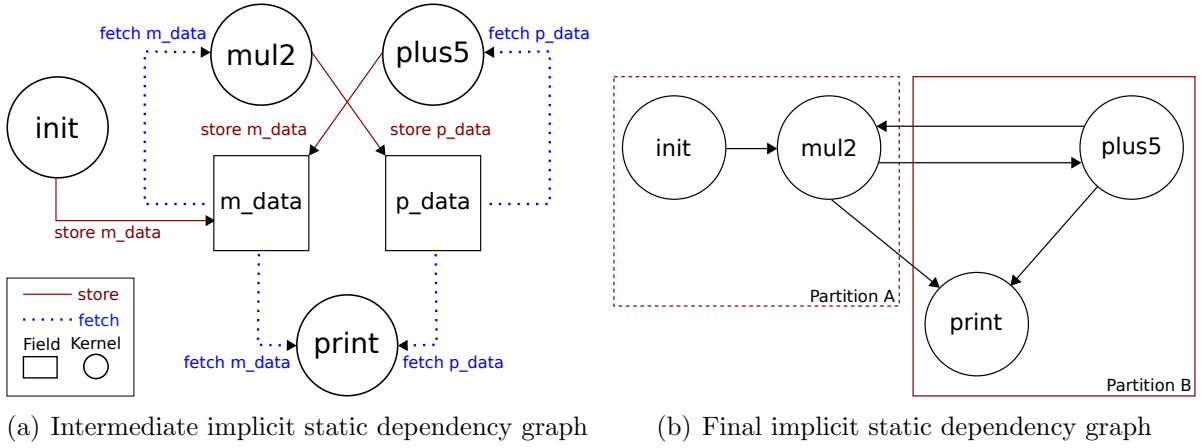 fetch m_data
fetch p_data
mul2
plus5
init
store m_data
store p_data
m_data
p_data
store m_data
store
fetch
Field
Kernel
print
fetch m_data
fetch p_data
(a) Intermediate implicit static dependency graph
init
mul2
plus5
Partition A
print
Partition B
(b) Final implicit static dependency graph